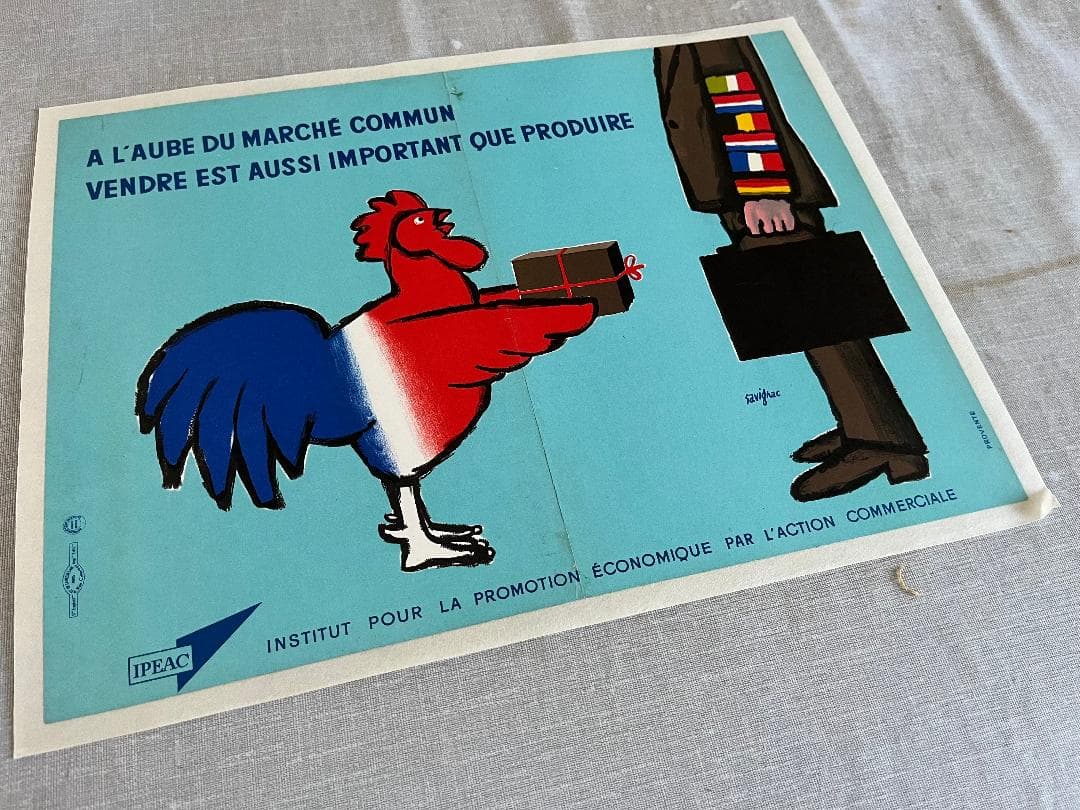 A L'AUBE DU MARCHÉ COMMUN
VENDRE EST AUSSI IMPORTANT QUE PRODUIRE
Savignac
PROVENTE
INSTITUT POUR LA PROMOTION ÉCONOMIQUE PAR L'ACTION COMMERCIALE
IPEAC